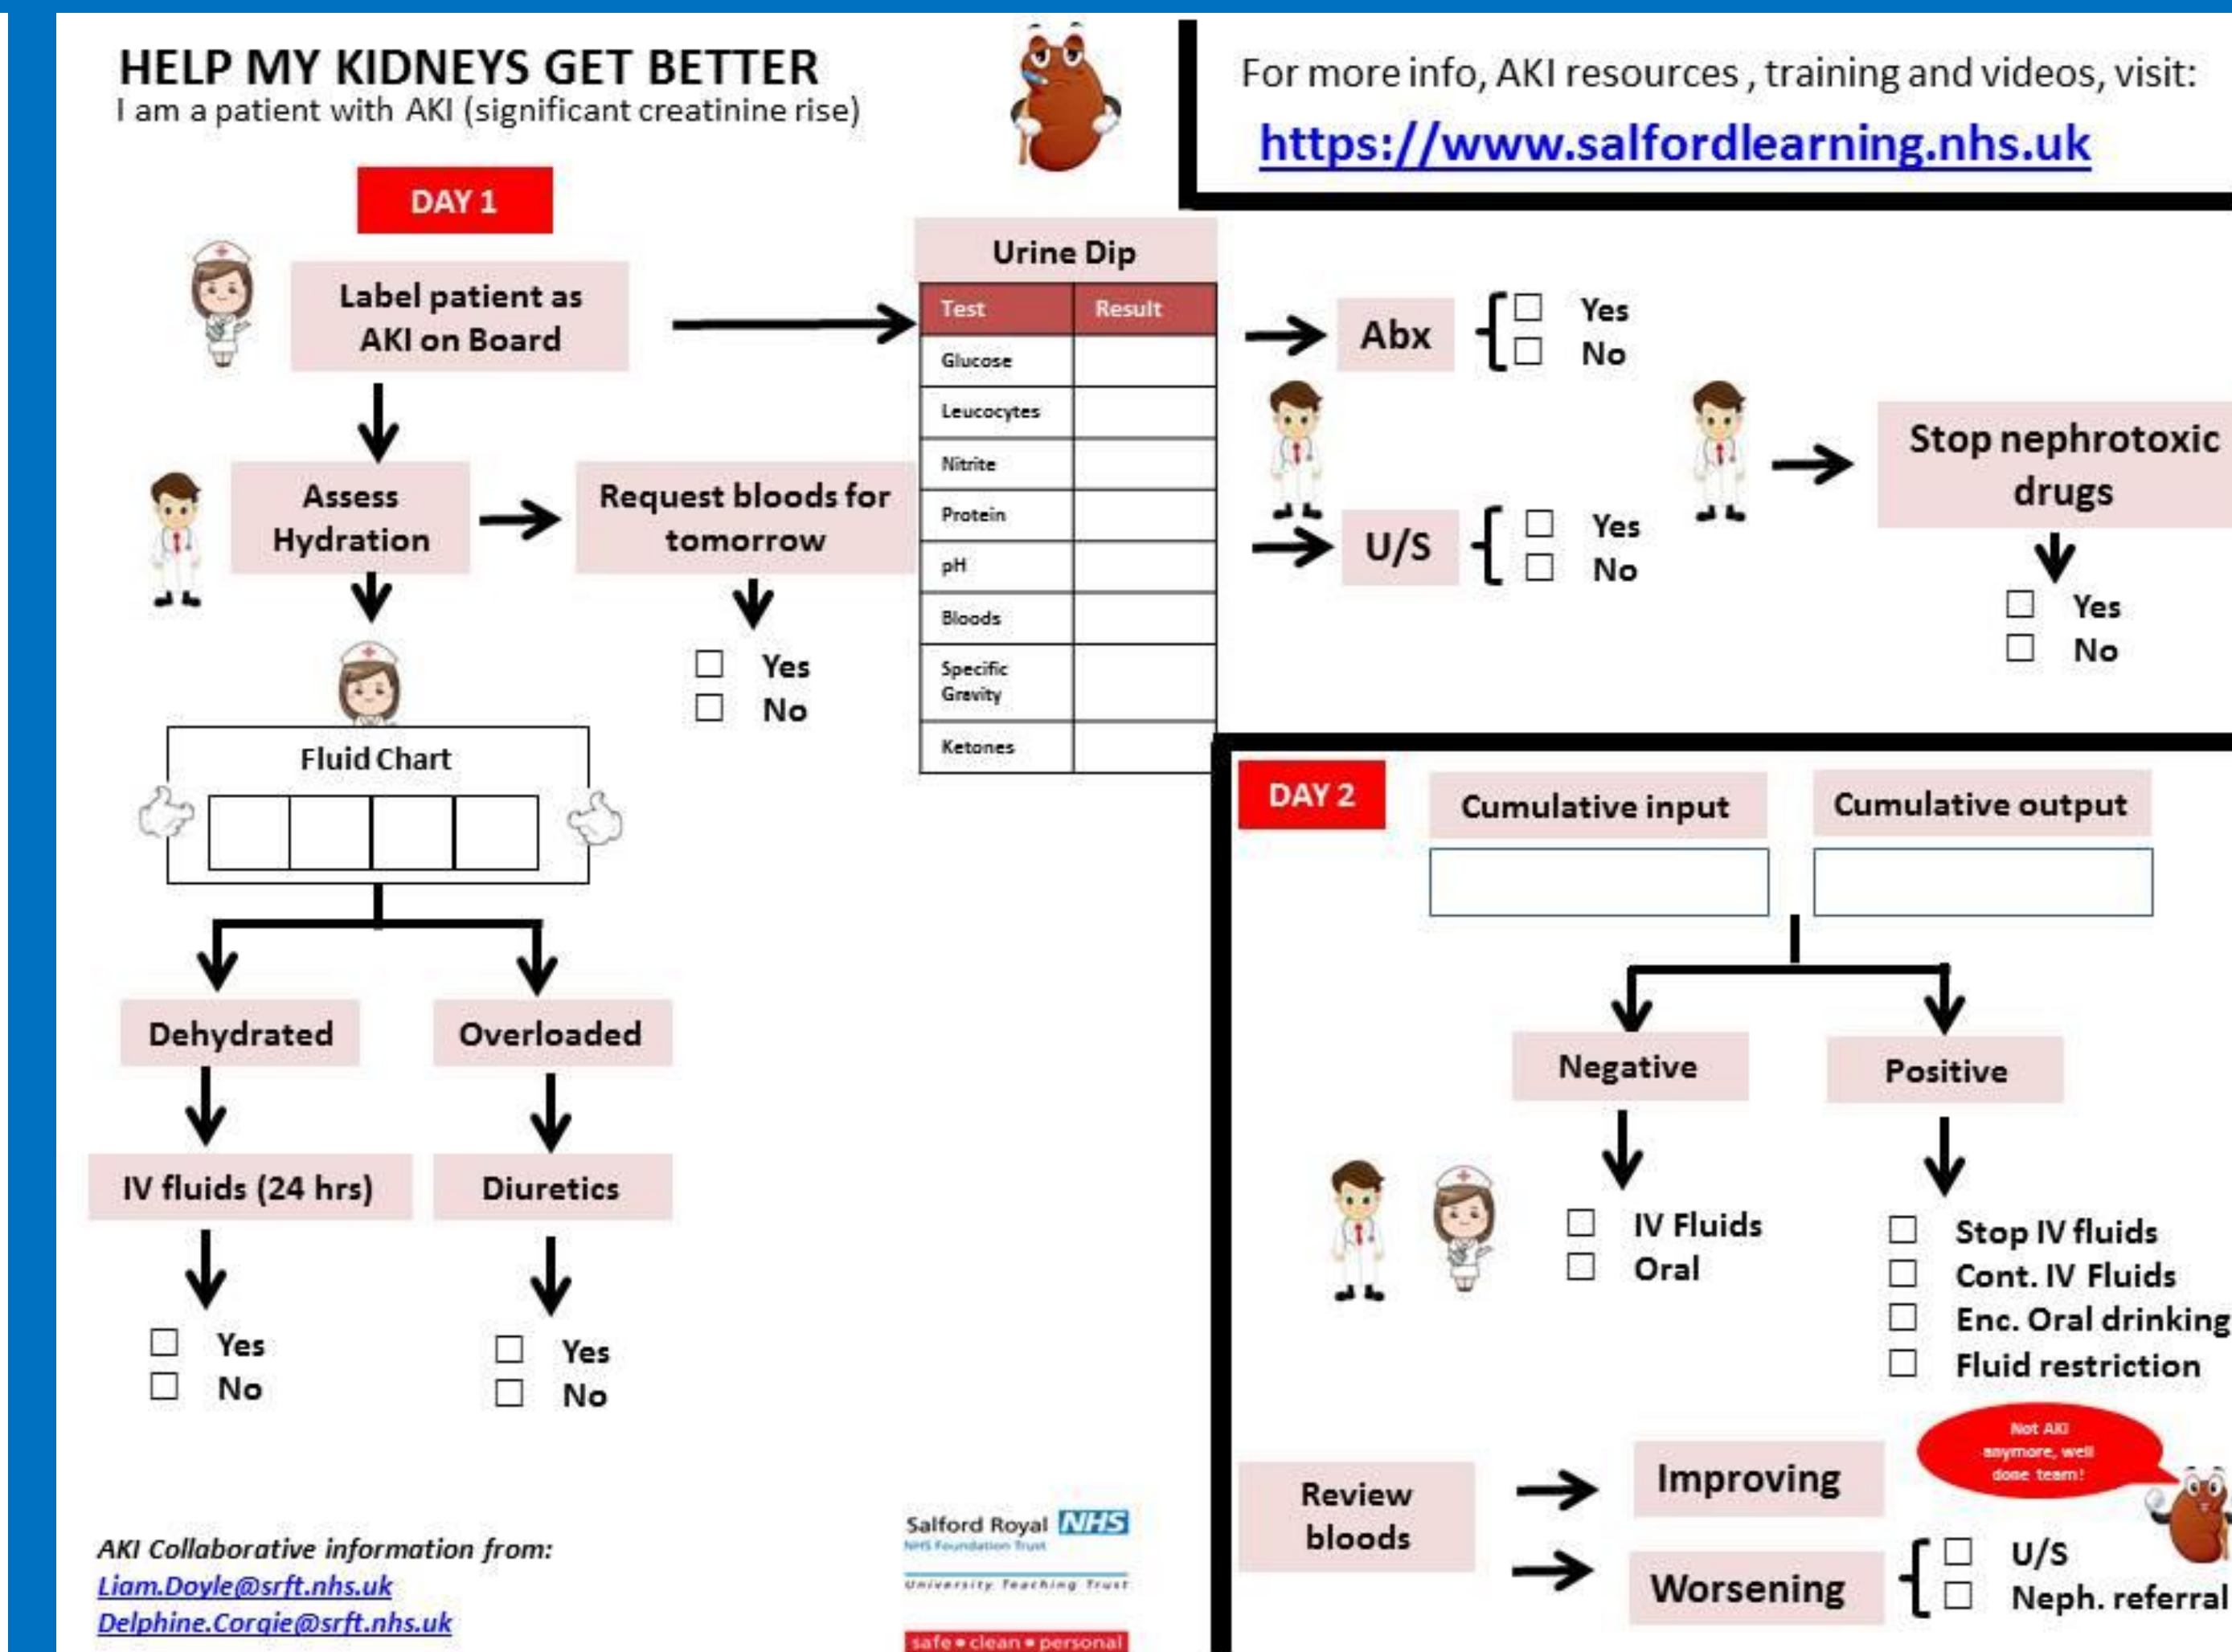 HELP MY KIDNEYS GET BETTER
I am a patient with AKI (significant creatinine rise)
For more info, AKI resources , training and videos, visit:
https://www.salfordlearning.nhs.uk
DAY 1
Label patient as
AKI on Board
Assess
Hydration
Request bloods for
tomorrow
☐ Yes
☐ No
Fluid Chart
Dehydrated
Overloaded
IV fluids (24 hrs)
Diuretics
☐ Yes
☐ No
☐ Yes
☐ No
Urine Dip
Test Result
Glucose
Leucocytes
Nitrite
Protein
pH
Bloods
Specific
Gravity
Ketones
Abx
☐ Yes
☐ No
U/S
☐ Yes
☐ No
Stop nephrotoxic
drugs
☐ Yes
☐ No
DAY 2
Cumulative input
Cumulative output
Negative
Positive
☐ IV Fluids
☐ Oral
☐ Stop IV fluids
☐ Cont. IV Fluids
☐ Enc. Oral drinking
☐ Fluid restriction
Review
bloods
Improving
Not AKI
anymore, well
done team!
Worsening
☐ U/S
☐ Neph. referral
AKI Collaborative information from:
Liam.Doyle@srft.nhs.uk
Delphine.Corgie@srft.nhs.uk
Salford Royal NHS
NHS Foundation Trust
University Teaching Trust
safe • clean • personal